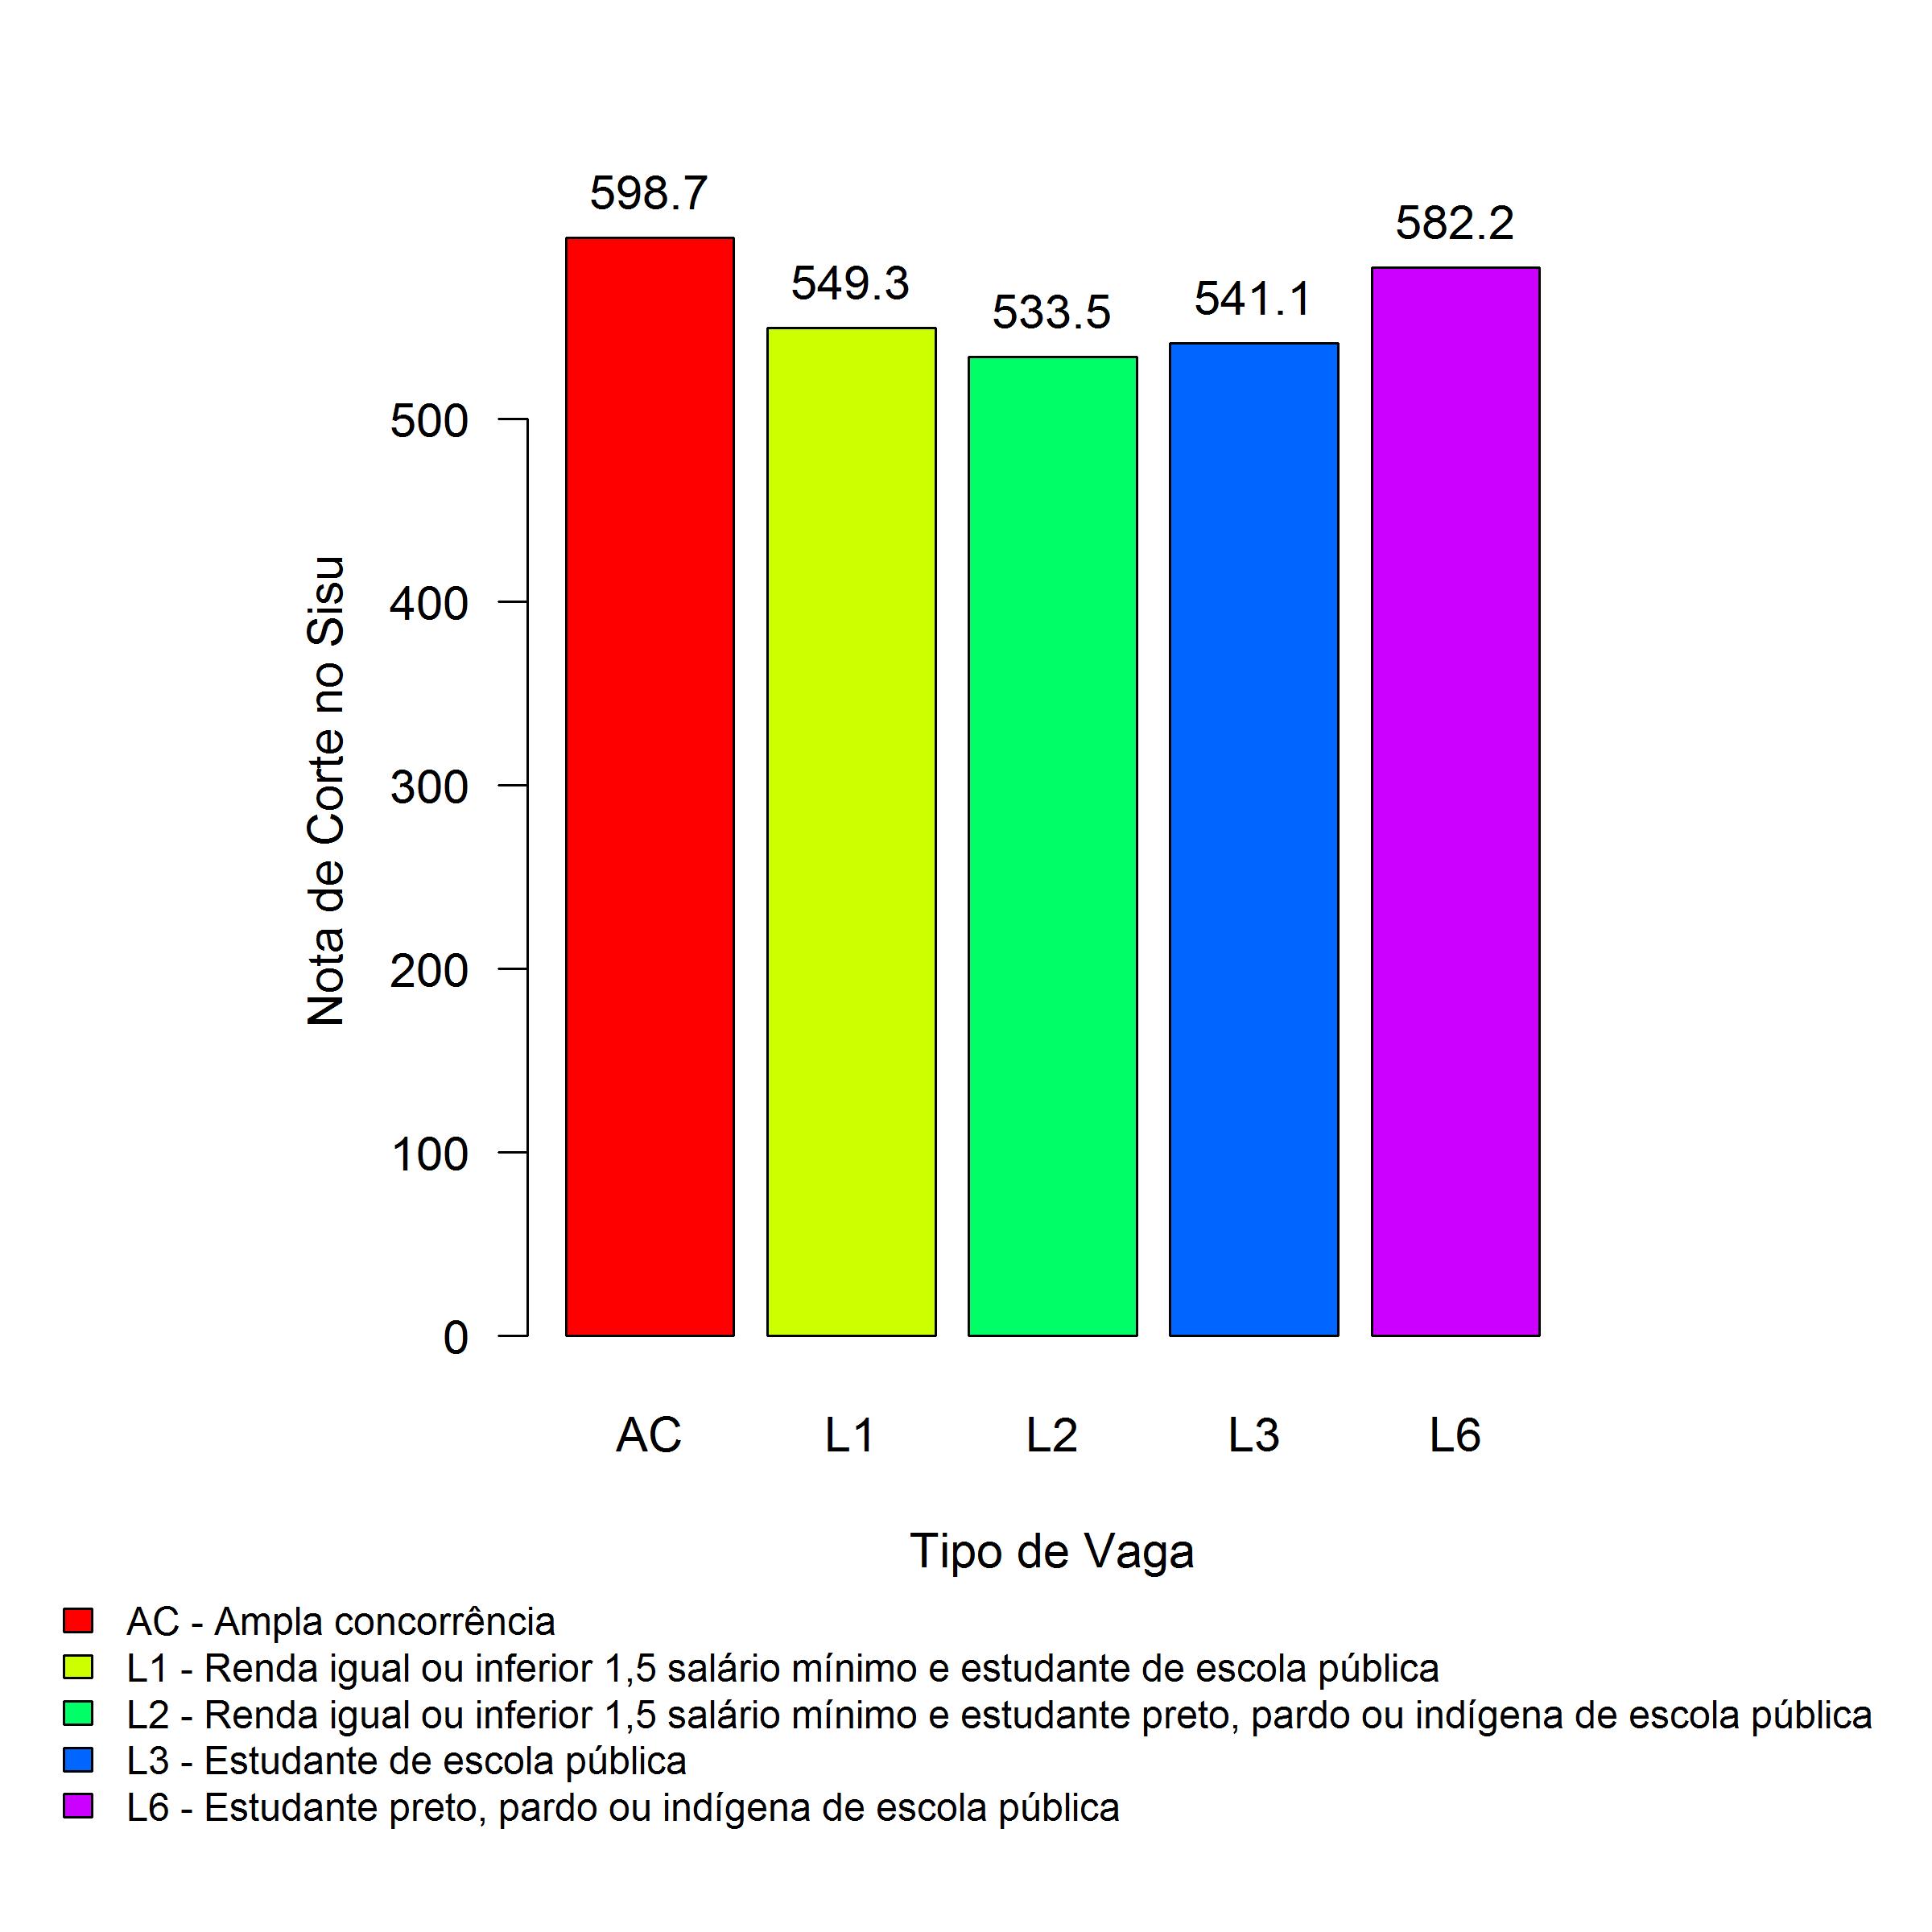 598.7
549.3
533.5
541.1
582.2
500
400
300
200
100
0
Nota de Corte no Sisu
AC
L1
L2
L3
L6
Tipo de Vaga
AC - Ampla concorrência
L1 - Renda igual ou inferior 1,5 salário mínimo e estudante de escola pública
L2 - Renda igual ou inferior 1,5 salário mínimo e estudante preto, pardo ou indígena de escola pública
L3 - Estudante de escola pública
L6 - Estudante preto, pardo ou indígena de escola pública